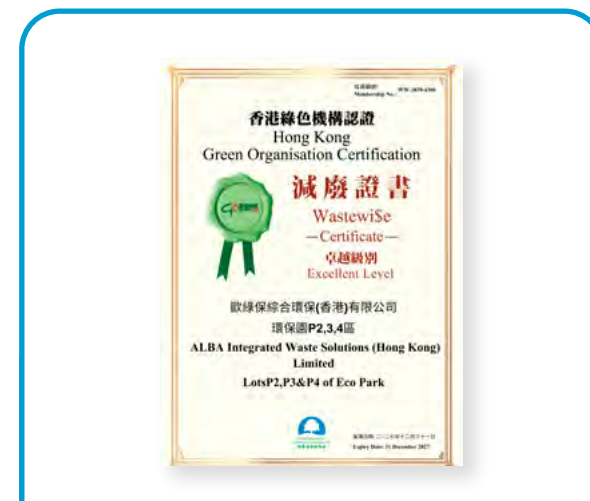 Membership No.:
香港綠色機構認證
Hong Kong
Green Organisation Certification
減廢證書
Wastewi$e
—Certificate—
卓越級別
Excellent Level
歐綠保綜合環保(香港)有限公司
環保園P2,3,4區
ALBA Integrated Waste Solutions (Hong Kong)
Limited
LotsP2,P3&P4 of Eco Park
Expiry Date: 31 December 2027